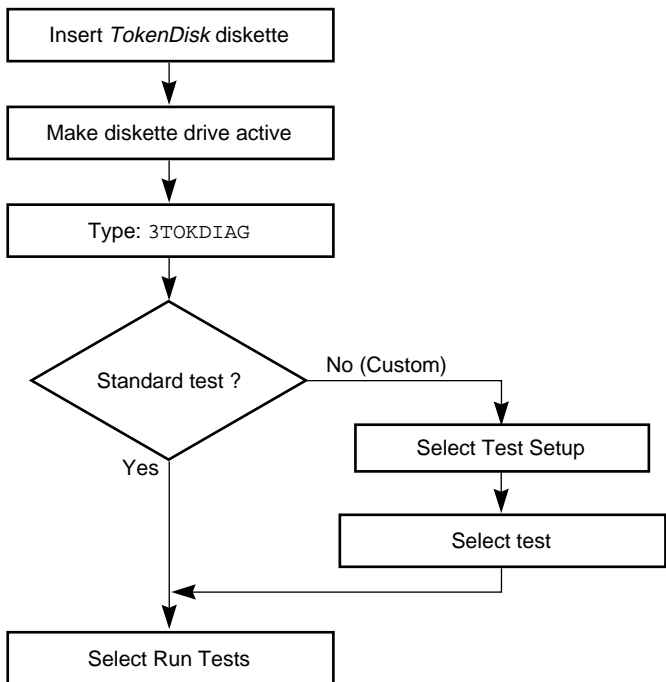 Insert TokenDisk diskette
Make diskette drive active
Type: 3TOKDIAG
Standard test ?
No (Custom)
Select Test Setup
Yes
Select test
Select Run Tests